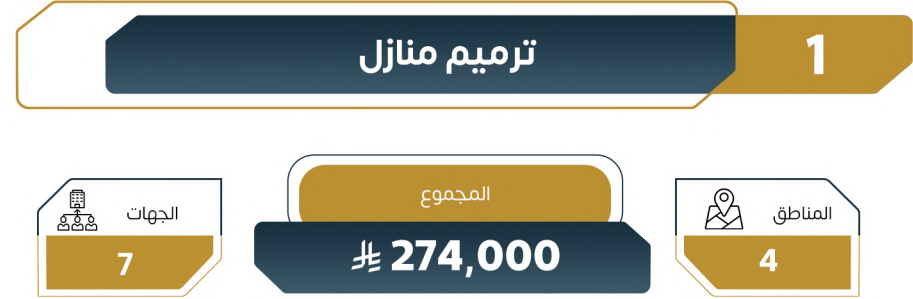 1
ترميم منازل
المناطق
4
المجموع
274,000 ⃁
الجهات
7